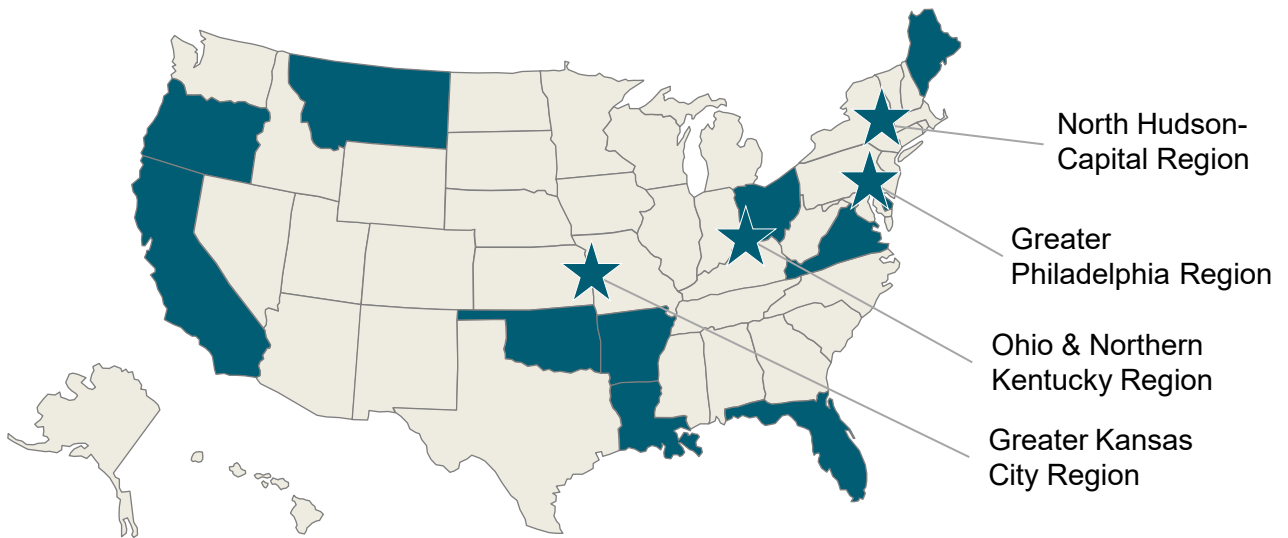 North Hudson-
Capital Region
Greater
Philadelphia Region
Ohio & Northern
Kentucky Region
Greater Kansas
City Region